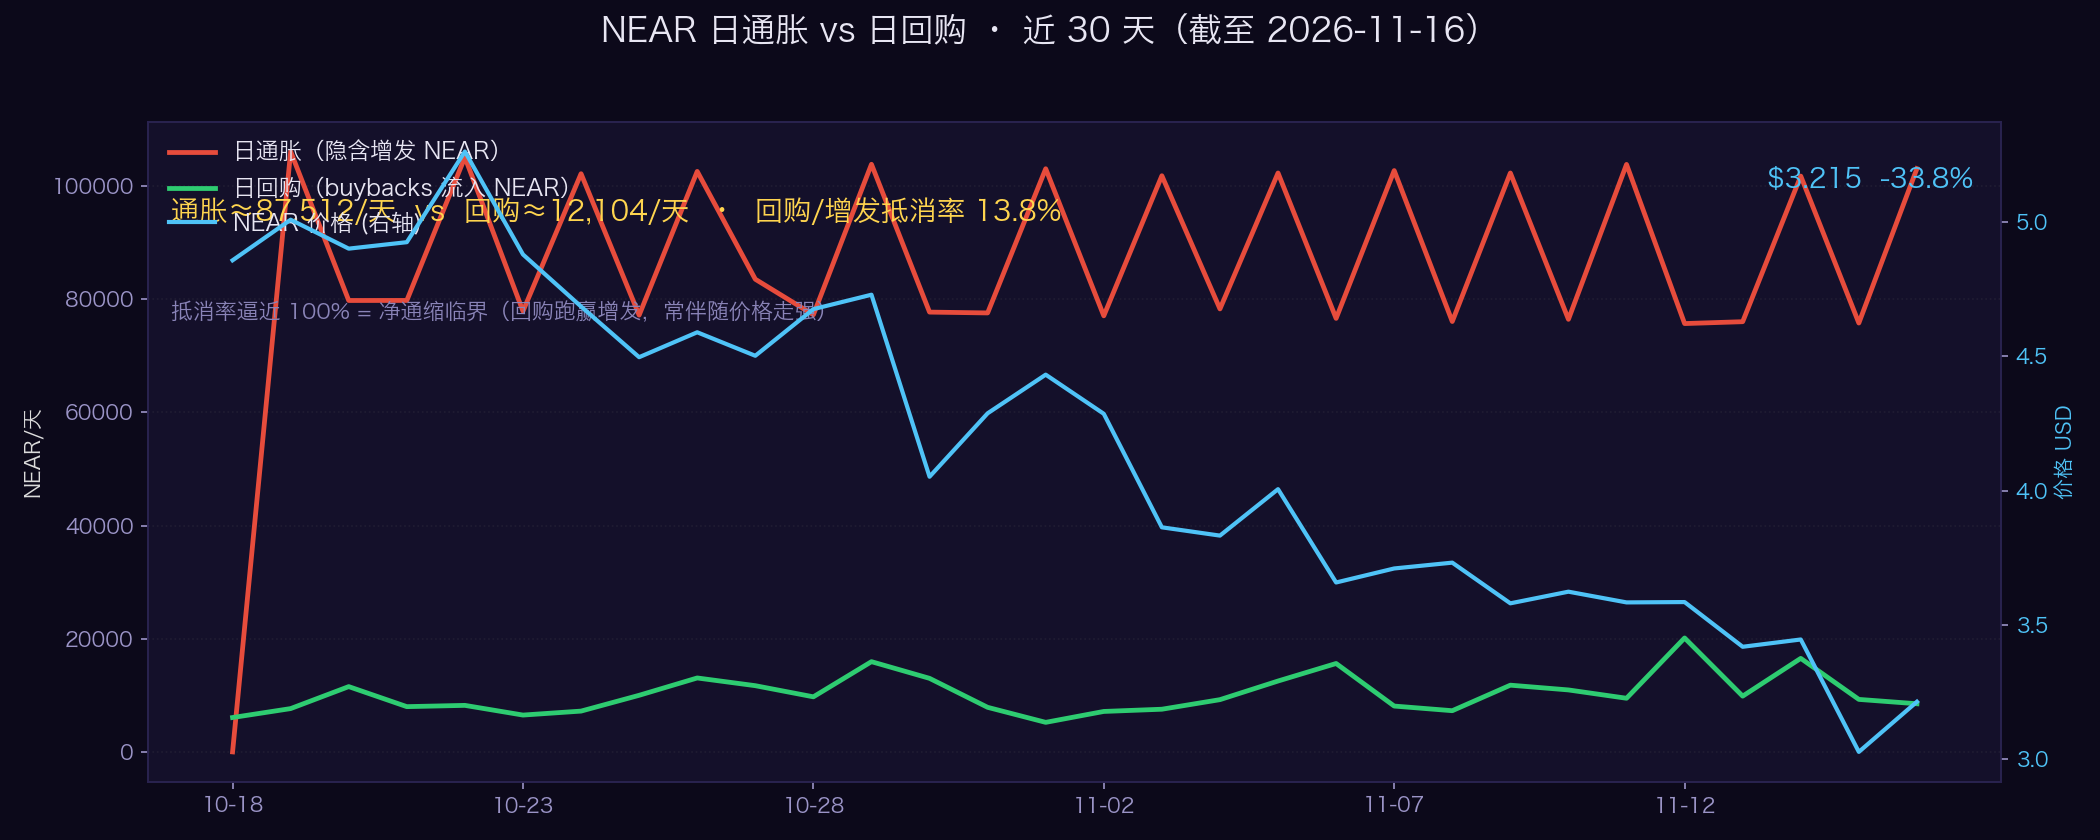 NEAR 日通胀 vs 日回购 · 近 30 天（截至 2026-11-16）
日通胀（隐含增发 NEAR）
日回购（buybacks 流入 NEAR）
NEAR 价格 (右轴)
通胀≈87,512/天 vs 回购≈12,104/天 · 回购/增发抵消率 13.8%
$3.215 -33.8%
抵消率逼近 100% = 净通缩临界（回购跑赢增发，常伴随价格走强）
NEAR/天
100000
80000
60000
40000
20000
0
价格 USD
5.0
4.5
4.0
3.5
3.0
10-18
10-23
10-28
11-02
11-07
11-12